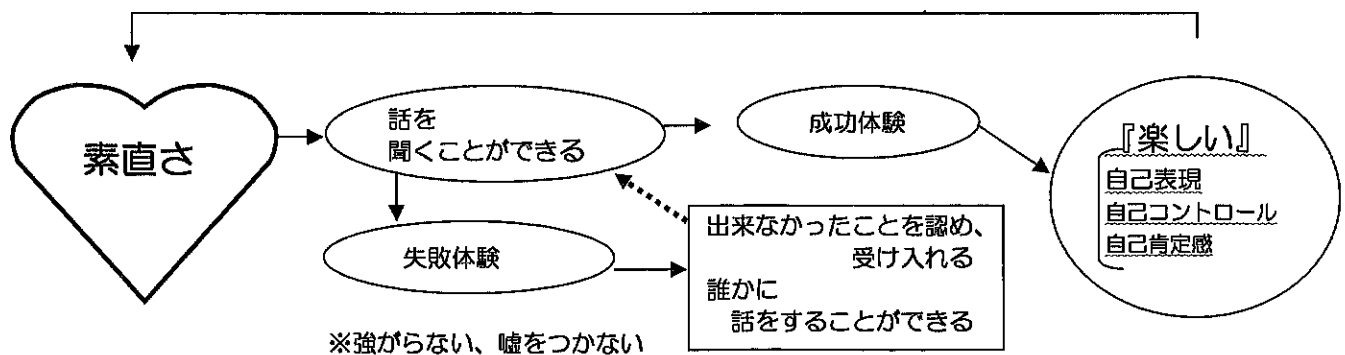 素直さ
話を
聞くことができる
成功体験
『楽しい』
自己表現
自己コントロール
自己肯定感
失敗体験
出来なかったことを認め、
受け入れる
誰かに
話をすることができる
※強がらない、嘘をつかない